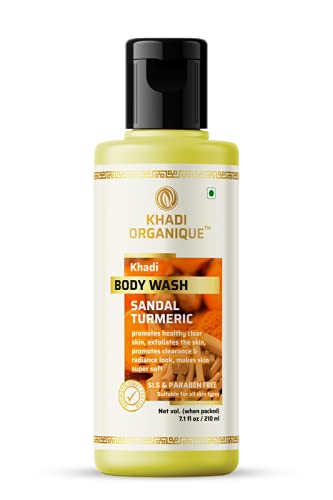 KHADI
ORGANIQUE™
Khadi
BODY WASH
SANDAL
TURMERIC
promotes healthy clear
skin, exfoliates the skin,
promotes clearance &
radiance look, makes skin
super soft
SLS & PARABEN FREE
Suitable for all skin types
Net vol. (when packed)
7.1 fl oz / 210 ml